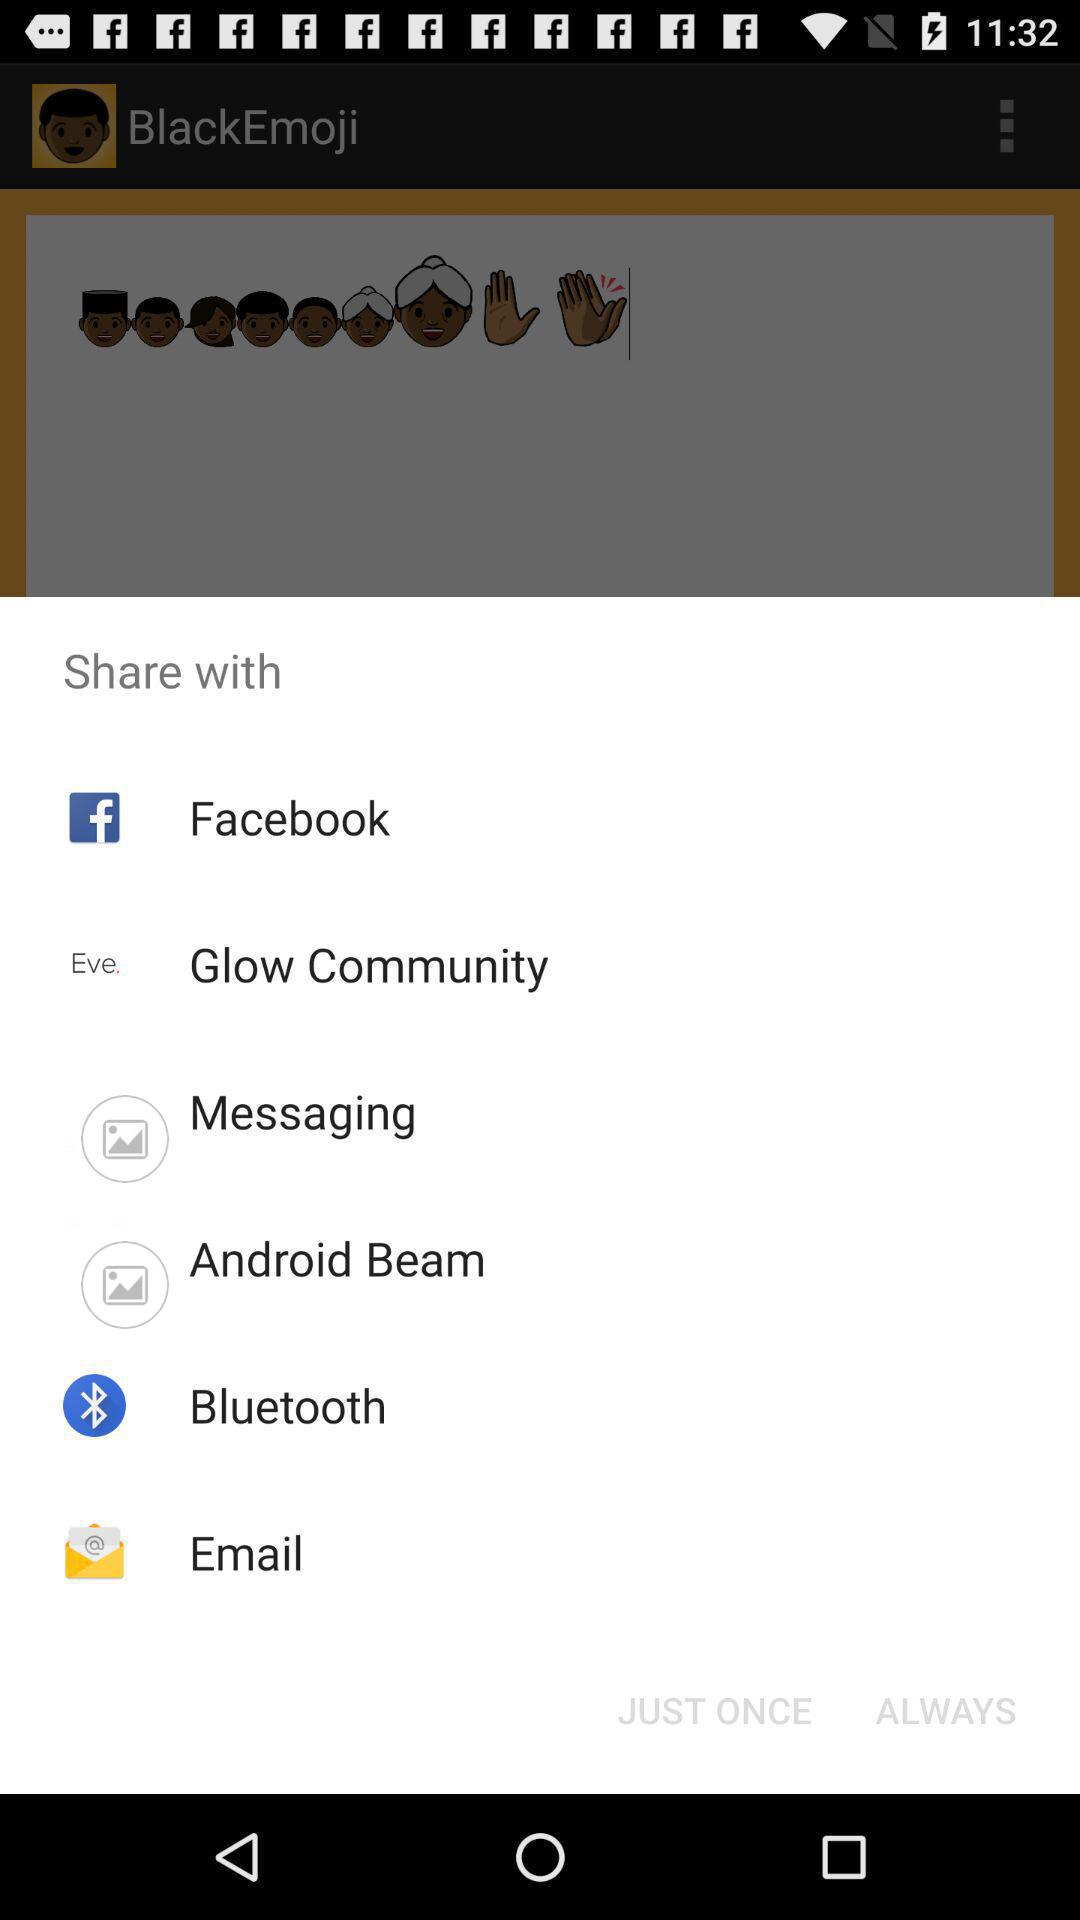 11:32
BlackEmoji
Share with
Facebook
Eve.
Glow Community
Messaging
Android Beam
Bluetooth
Email
JUST ONCE ALWAYS